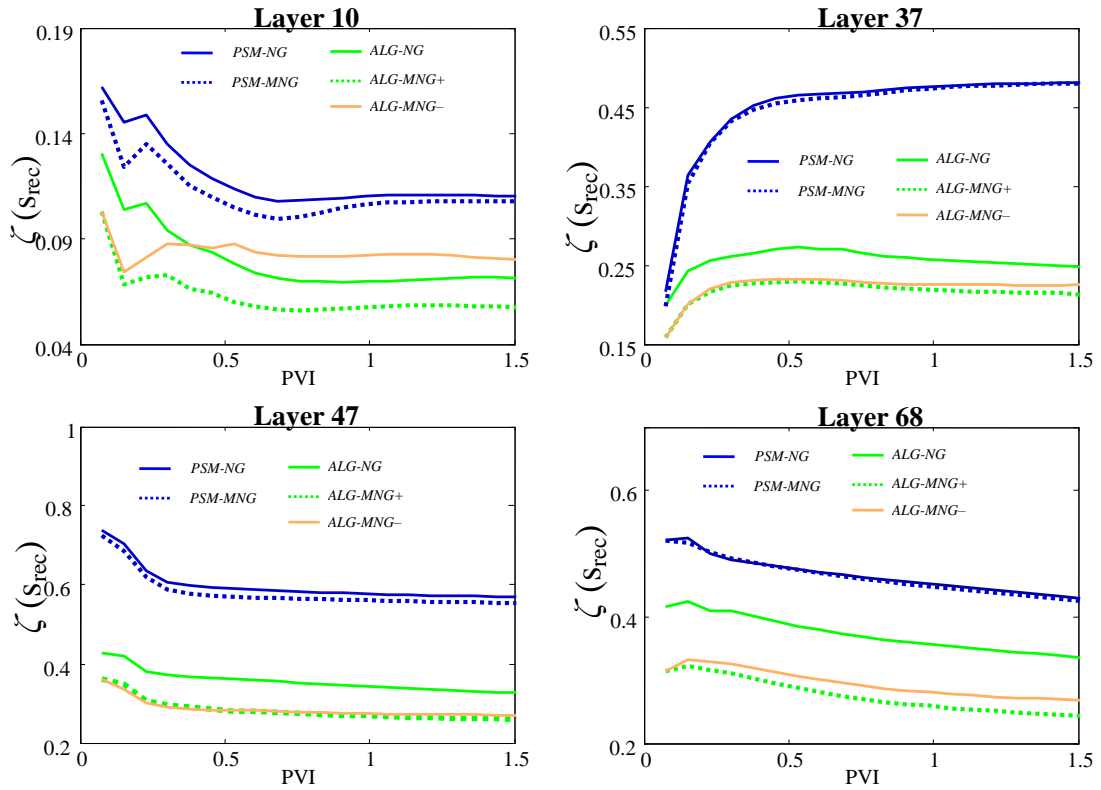 Layer 10
0.19
0.14
0.09
0.04
ζ (Srec)
PSM-NG
PSM-MNG
ALG-NG
ALG-MNG+
ALG-MNG–
0
0.5
1
1.5
PVI
Layer 37
0.55
0.45
0.35
0.25
0.15
ζ (Srec)
PSM-NG
PSM-MNG
ALG-NG
ALG-MNG+
ALG-MNG–
0
0.5
1
1.5
PVI
Layer 47
1
0.8
0.6
0.4
0.2
ζ (Srec)
PSM-NG
PSM-MNG
ALG-NG
ALG-MNG+
ALG-MNG–
0
0.5
1
1.5
PVI
Layer 68
0.6
0.4
0.2
ζ (Srec)
PSM-NG
PSM-MNG
ALG-NG
ALG-MNG+
ALG-MNG–
0
0.5
1
1.5
PVI